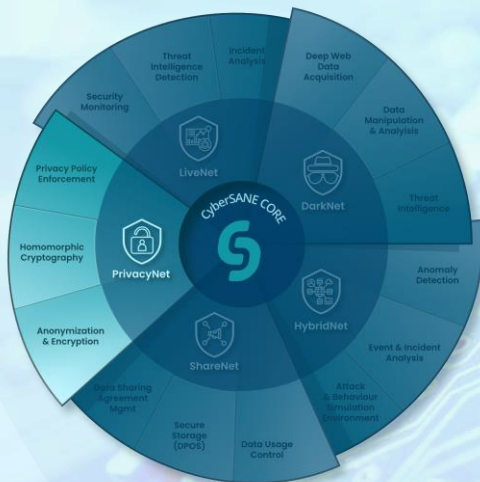 Incident
Analysis
Threat
Intelligence
Detection
Security
Monitoring
LiveNet
Deep Web
Data
Acquisition
Data
Manipulation
& Analyisis
Threat
Intelligence
DarkNet
CyberSANE CORE
Privacy Policy
Enforcement
Homomorphic
Cryptography
Anonymization
& Encryption
PrivacyNet
Anomaly
Detection
Event & Incident
Analysis
Attack
& Behaviour
Simulation
Environment
HybridNet
ShareNet
Data Sharing
Agreement
Mgmt
Secure
Storage
(DPOS)
Data Usage
Control